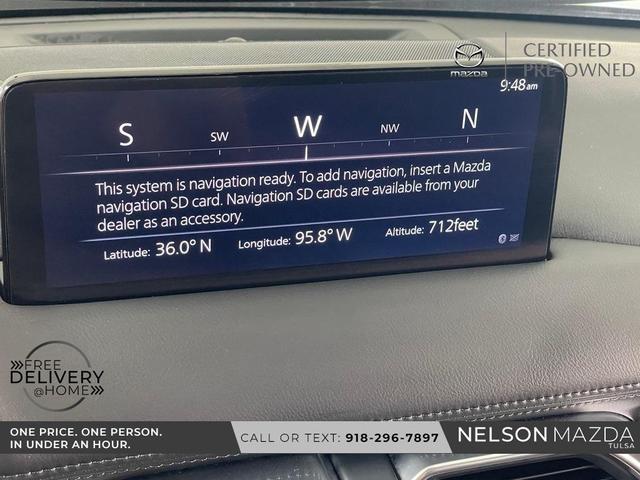 mazda
CERTIFIED
PRE-OWNED
9:48am
S SW W NW N
This system is navigation ready. To add navigation, insert a Mazda
navigation SD card. Navigation SD cards are available from your
dealer as an accessory.
Latitude: 36.0° N Longitude: 95.8° W Altitude: 712feet
FREE
DELIVERY
@HOME
ONE PRICE. ONE PERSON.
IN UNDER AN HOUR.
CALL OR TEXT: 918-296-7897
NELSON MAZDA
TULSA